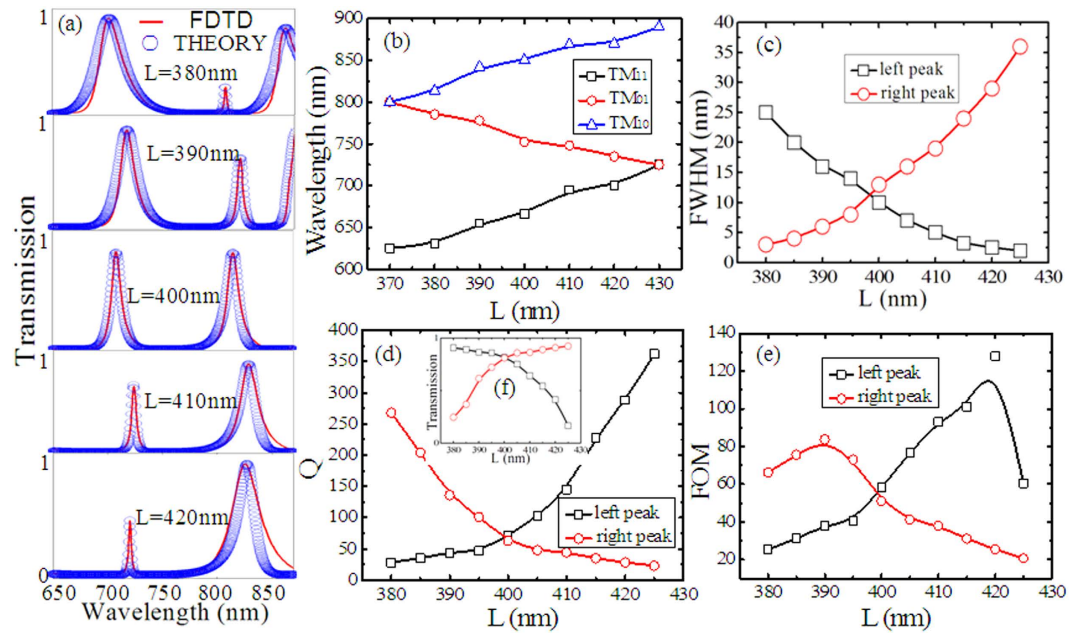 (a)
FDTD
THEORY
L=380nm
L=390nm
L=400nm
L=410nm
L=420nm
1
1
1
1
1
0
Transmission
650 700 750 800 850
Wavelength (nm)
(b)
TM11
TM01
TM10
900
850
800
750
700
650
600
Wavelength (nm)
370 380 390 400 410 420 430
L (nm)
(c)
left peak
right peak
40
35
30
25
20
15
10
5
0
FWHM (nm)
380 390 400 410 420 430
L (nm)
(d)
400
350
300
250
200
150
100
50
0
Q
left peak
right peak
380 390 400 410 420 430
L (nm)
(f)
1
0
Transmission
380 390 400 410 420 430
L (nm)
(e)
left peak
right peak
140
120
100
80
60
40
20
FOM
380 390 400 410 420 430
L (nm)